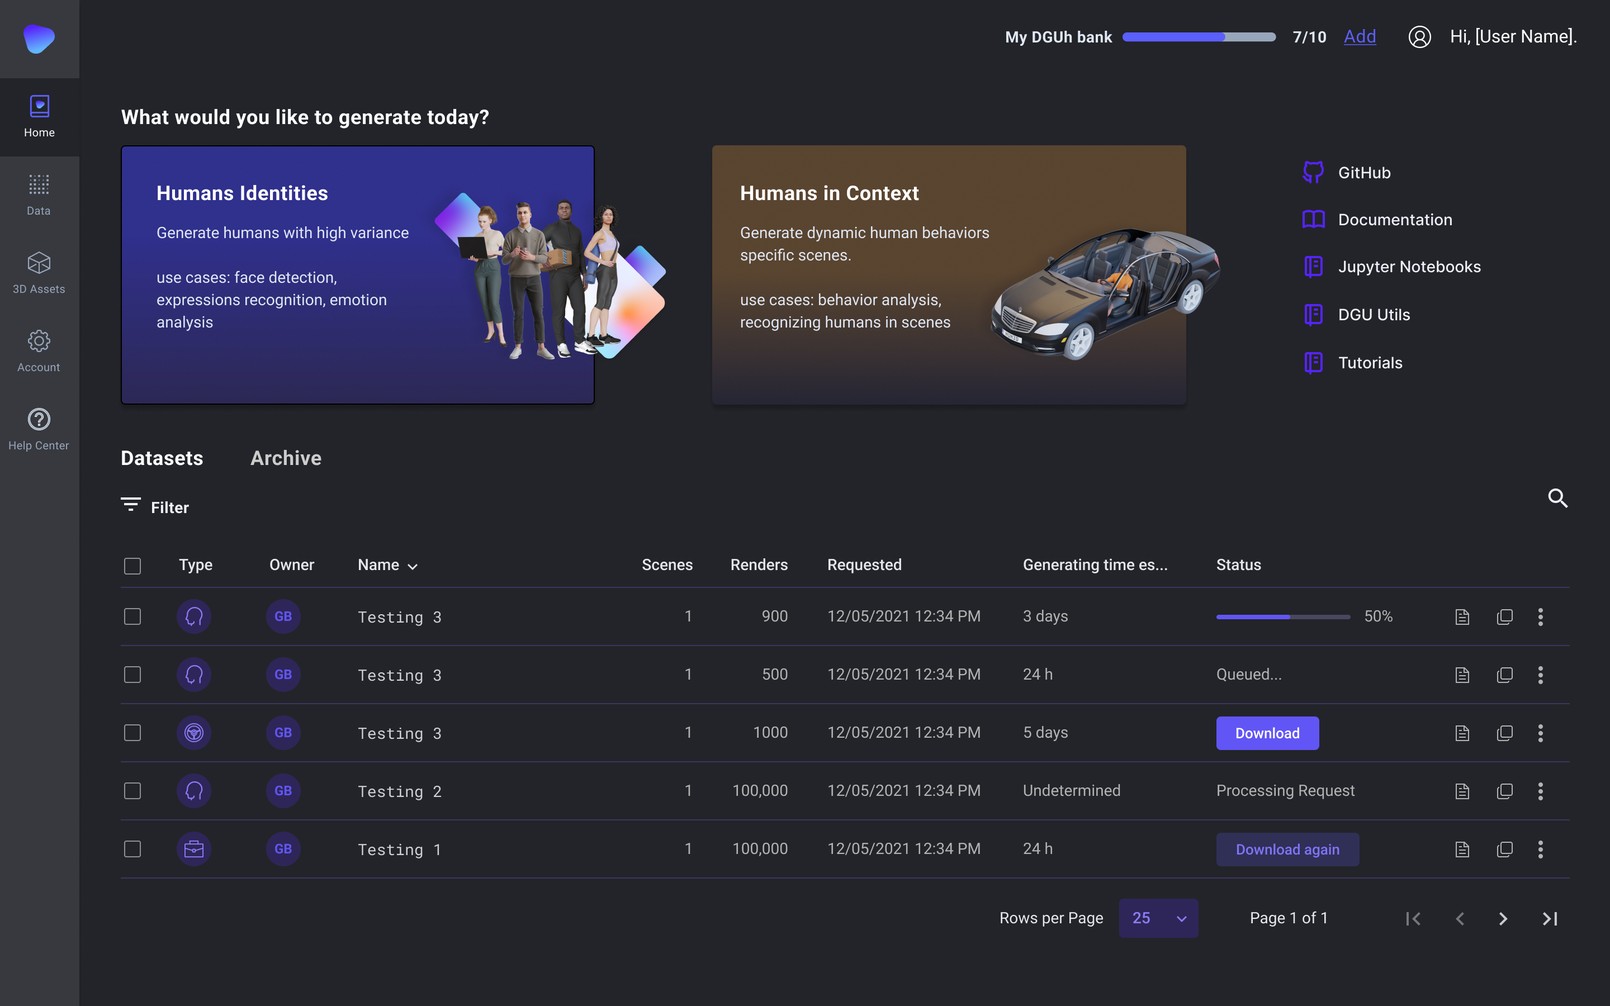 My DGUh bank 7/10 Add Hi, [User Name].
Home
Data
3D Assets
Account
Help Center
What would you like to generate today?
Humans Identities
Generate humans with high variance
use cases: face detection,
expressions recognition, emotion
analysis
Humans in Context
Generate dynamic human behaviors
specific scenes.
use cases: behavior analysis,
recognizing humans in scenes
GitHub
Documentation
Jupyter Notebooks
DGU Utils
Tutorials
Datasets Archive
Filter
Type Owner Name Scenes Renders Requested Generating time es... Status
GB Testing 3 1 900 12/05/2021 12:34 PM 3 days 50%
GB Testing 3 1 500 12/05/2021 12:34 PM 24 h Queued...
GB Testing 3 1 1000 12/05/2021 12:34 PM 5 days Download
GB Testing 2 1 100,000 12/05/2021 12:34 PM Undetermined Processing Request
GB Testing 1 1 100,000 12/05/2021 12:34 PM 24 h Download again
Rows per Page 25 Page 1 of 1